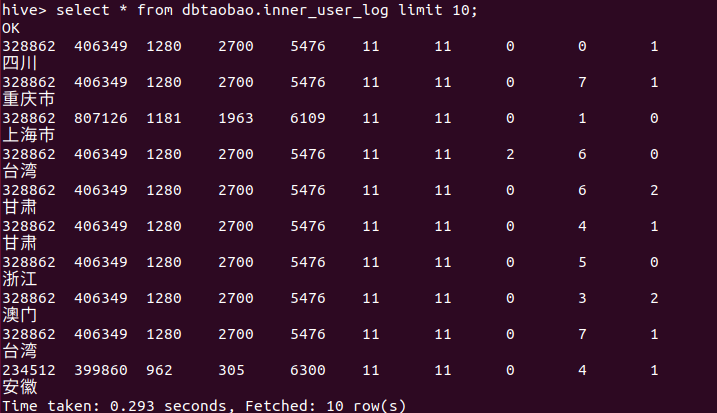 hive> select * from dbtaobao.inner_user_log limit 10;
OK
328862 406349 1280 2700 5476 11 11 0 0 1
四川
328862 406349 1280 2700 5476 11 11 0 7 1
重庆市
328862 807126 1181 1963 6109 11 11 0 1 0
上海市
328862 406349 1280 2700 5476 11 11 2 6 0
台湾
328862 406349 1280 2700 5476 11 11 0 6 2
甘肃
328862 406349 1280 2700 5476 11 11 0 4 1
甘肃
328862 406349 1280 2700 5476 11 11 0 5 0
浙江
328862 406349 1280 2700 5476 11 11 0 3 2
澳门
328862 406349 1280 2700 5476 11 11 0 7 1
台湾
234512 399860 962 305 6300 11 11 0 4 1
安徽
Time taken: 0.293 seconds, Fetched: 10 row(s)